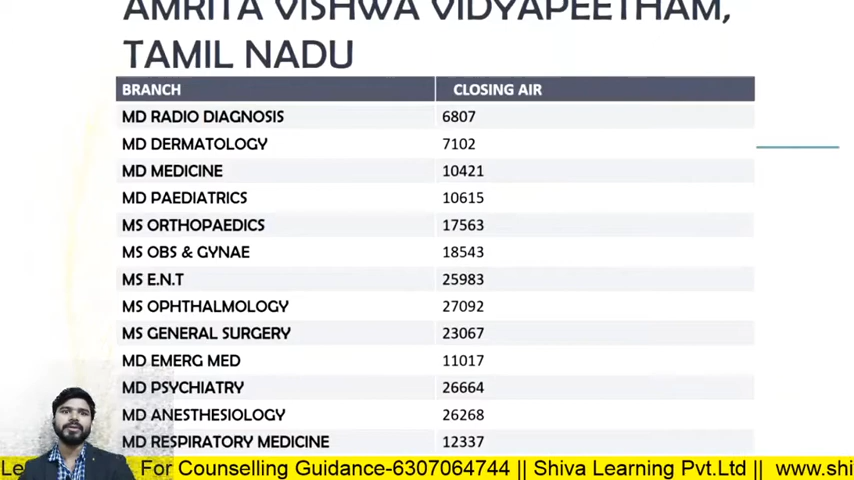 AMRITA VISHWA VIDYAPEETHAM,
TAMIL NADU
BRANCH CLOSING AIR
MD RADIO DIAGNOSIS 6807
MD DERMATOLOGY 7102
MD MEDICINE 10421
MD PAEDIATRICS 10615
MS ORTHOPAEDICS 17563
MS OBS & GYNAE 18543
MS E.N.T 25983
MS OPHTHALMOLOGY 27092
MS GENERAL SURGERY 23067
MD EMERG MED 11017
MD PSYCHIATRY 26664
MD ANESTHESIOLOGY 26268
MD RESPIRATORY MEDICINE 12337
For Counselling Guidance-6307064744 || Shiva Learning Pvt.Ltd || www.shi